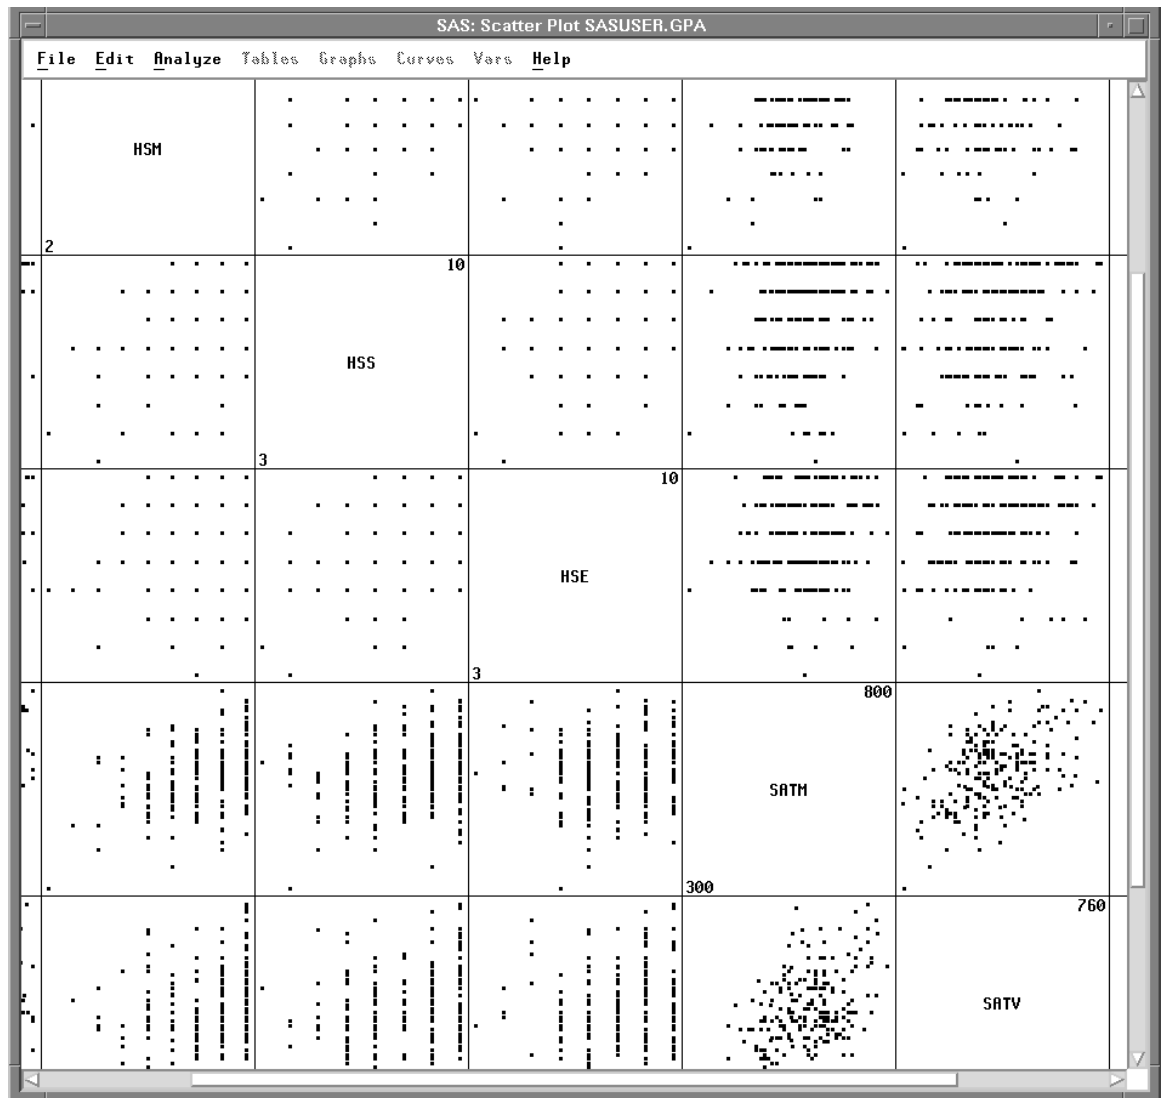 SAS: Scatter Plot SASUSER.GPA
File Edit Analyze Tables Graphs Curves Vars Help
HSM
2
10
HSS
3
10
HSE
3
800
SATM
300
760
SATV